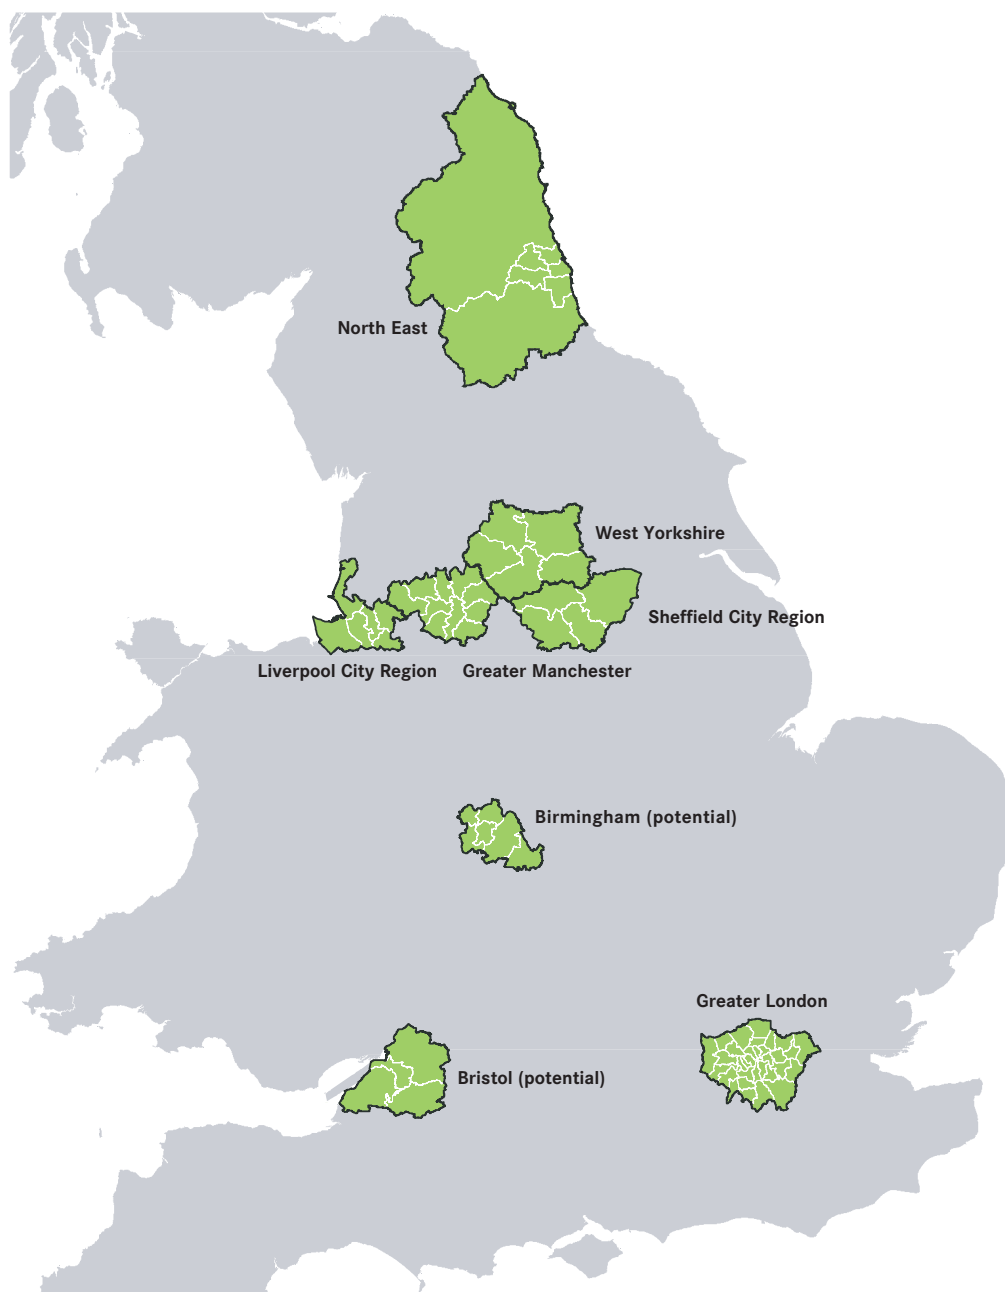 North East
West Yorkshire
Sheffield City Region
Liverpool City Region
Greater Manchester
Birmingham (potential)
Greater London
Bristol (potential)